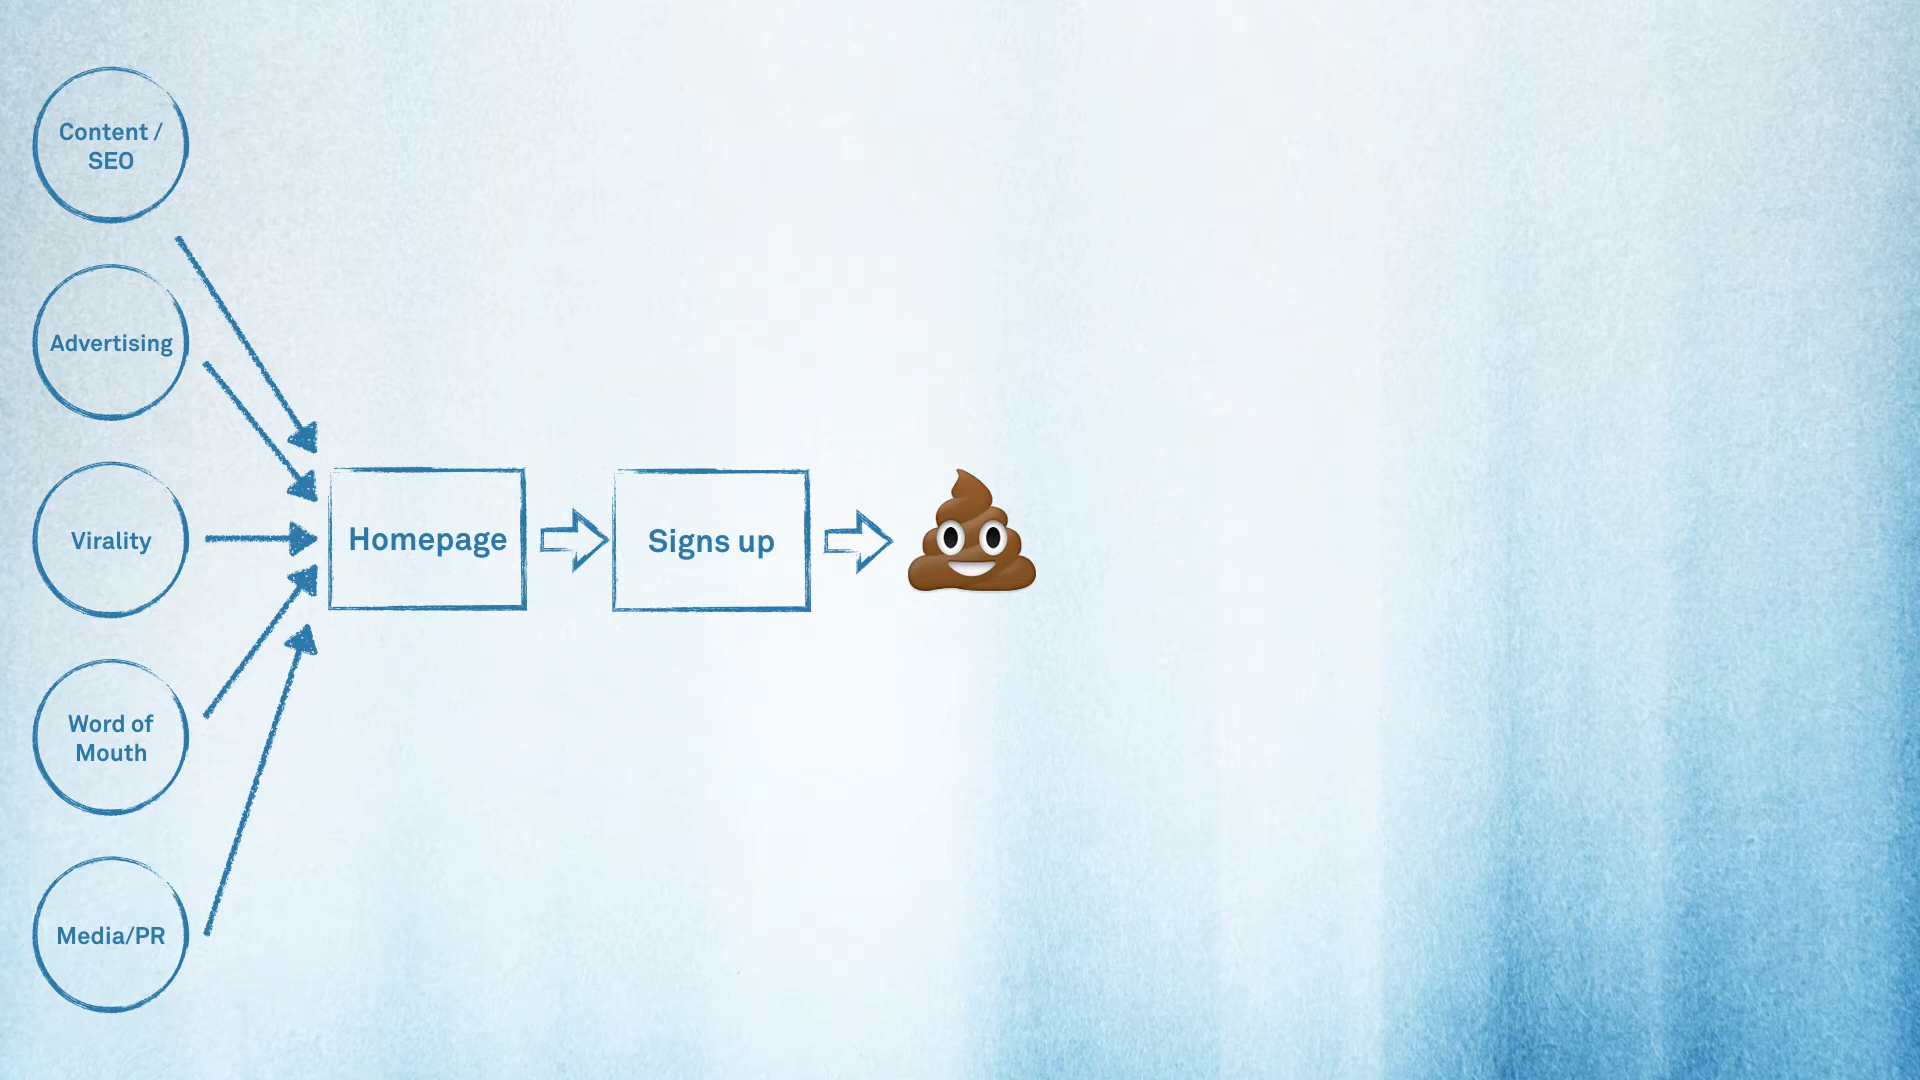 Content /
SEO
Advertising
Virality
Word of
Mouth
Media/PR
Homepage
Signs up